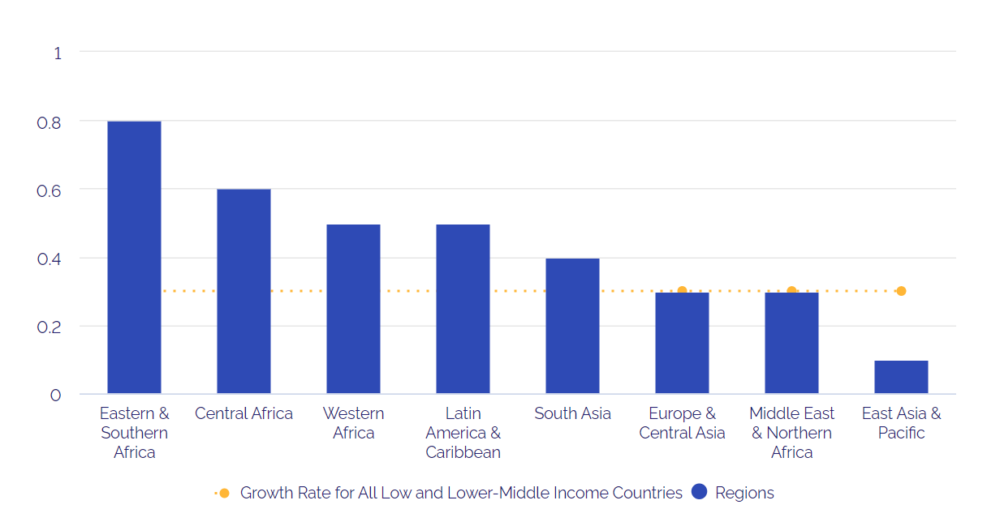 1
0.8
0.6
0.4
0.2
0
Eastern &
Southern
Africa
Central Africa
Western
Africa
Latin
America &
Caribbean
South Asia
Europe &
Central Asia
Middle East
& Northern
Africa
East Asia &
Pacific
Growth Rate for All Low and Lower-Middle Income Countries
Regions